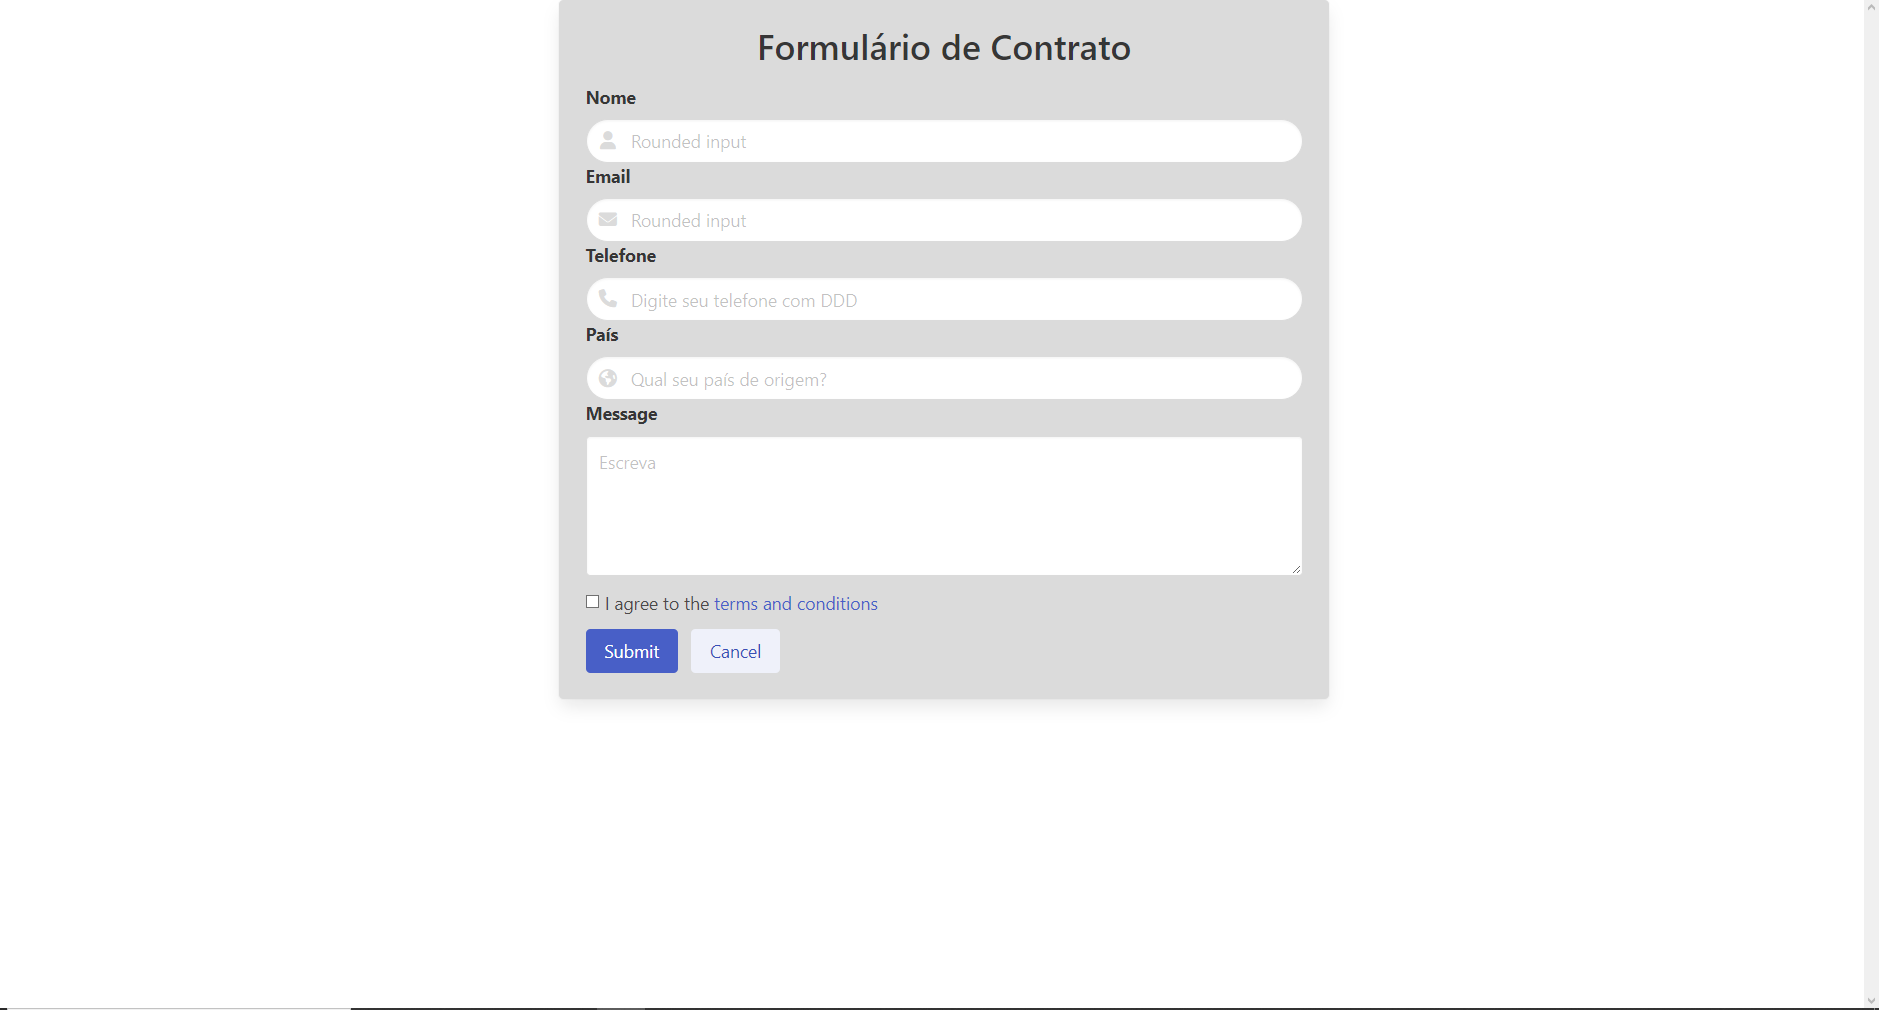 Formulário de Contrato
Nome
Rounded input
Email
Rounded input
Telefone
Digite seu telefone com DDD
País
Qual seu país de origem?
Message
Escreva
I agree to the terms and conditions
Submit Cancel